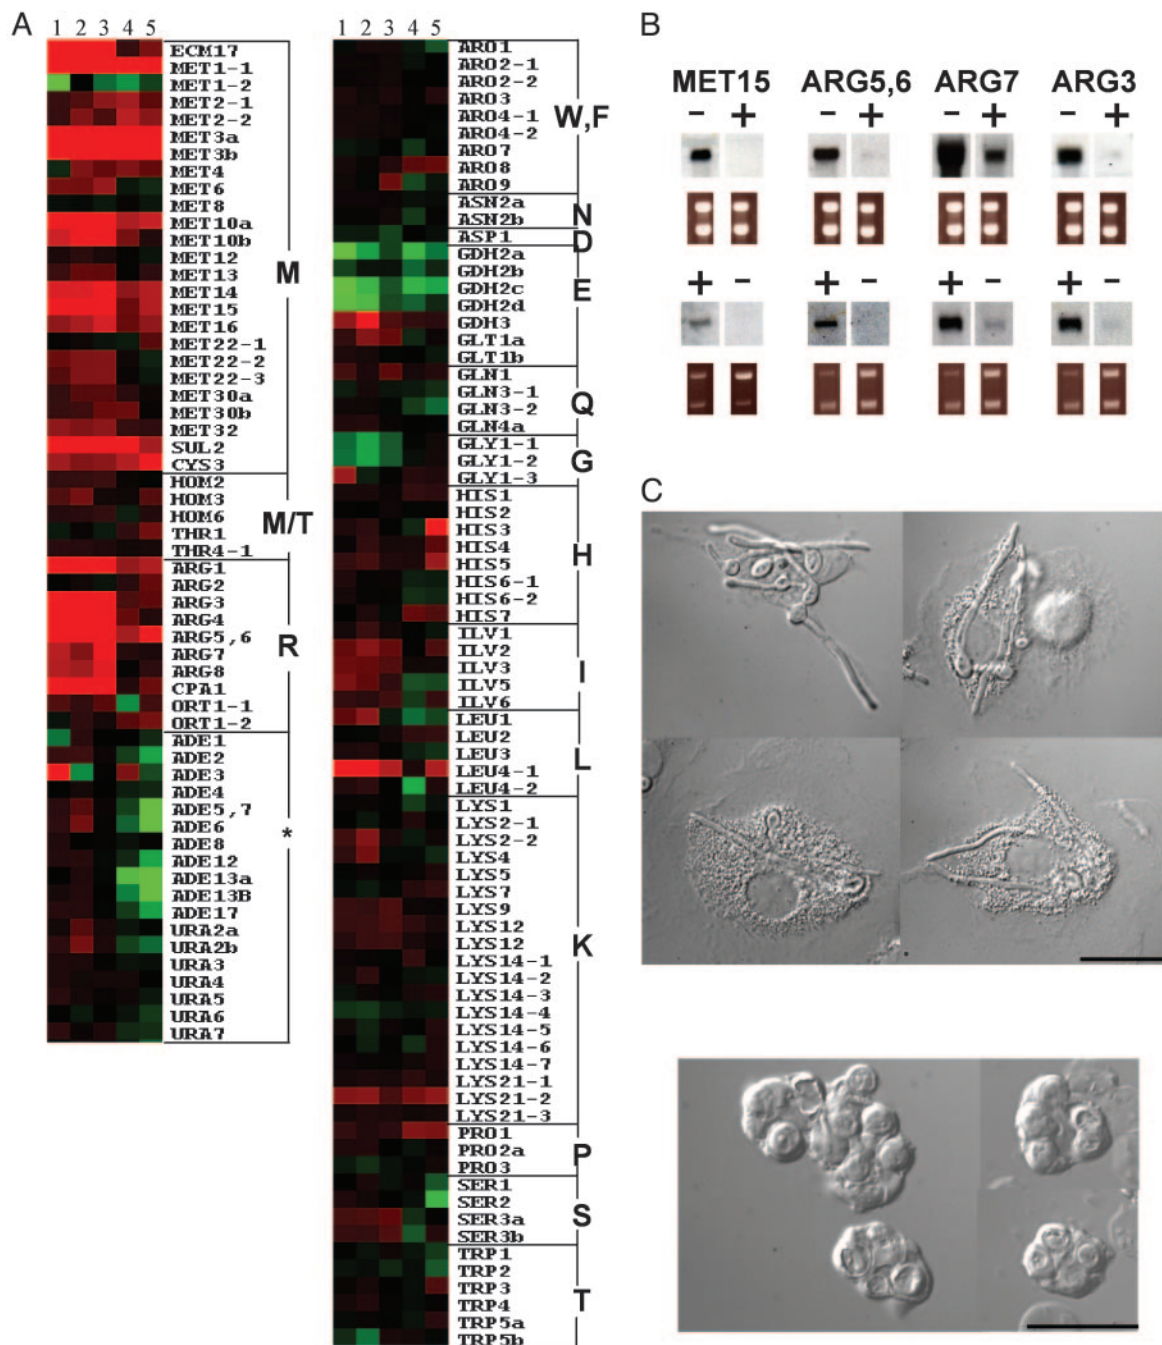 A
1 2 3 4 5
ECM17
MET1-1
MET1-2
MET2-1
MET2-2
MET3a
MET3b
MET4
MET6
MET8
MET10a
MET10b
MET12
MET13
MET14
MET15
MET16
MET22-1
MET22-2
MET22-3
MET30a
MET30b
MET32
SUL2
CYS3
M
HOM2
HOM3
HOM6
THR1
THR4-1
M/T
ARG1
ARG2
ARG3
ARG4
ARG5,6
ARG7
ARG8
CPA1
ORT1-1
ORT1-2
R
ADE1
ADE2
ADE3
ADE4
ADE5,7
ADE6
ADE8
ADE12
ADE13a
ADE13B
ADE17
URA2a
URA2b
URA3
URA4
URA5
URA6
URA7
*
1 2 3 4 5
ARO1
ARO2-1
ARO2-2
ARO3
ARO4-1
ARO4-2
ARO7
ARO8
ARO9
W,F
ASN2a
ASN2b
N
ASP1
D
GDH2a
GDH2b
GDH2c
GDH2d
GDH3
GLT1a
GLT1b
E
GLN1
GLN3-1
GLN3-2
GLN4a
Q
GLY1-1
GLY1-2
GLY1-3
G
HIS1
HIS2
HIS3
HIS4
HIS5
HIS6-1
HIS6-2
HIS7
H
ILV1
ILV2
ILV3
ILV5
ILV6
I
LEU1
LEU2
LEU3
LEU4-1
LEU4-2
L
LYS1
LYS2-1
LYS2-2
LYS4
LYS5
LYS7
LYS9
LYS12
LYS12
LYS14-1
LYS14-2
LYS14-3
LYS14-4
LYS14-5
LYS14-6
LYS14-7
LYS21-1
LYS21-2
LYS21-3
K
PRO1
PRO2a
PRO3
P
SER1
SER2
SER3a
SER3b
S
TRP1
TRP2
TRP3
TRP4
TRP5a
TRP5b
T
B
MET15 ARG5,6 ARG7 ARG3
− + − + − + − +
+ − + − + − + −
C